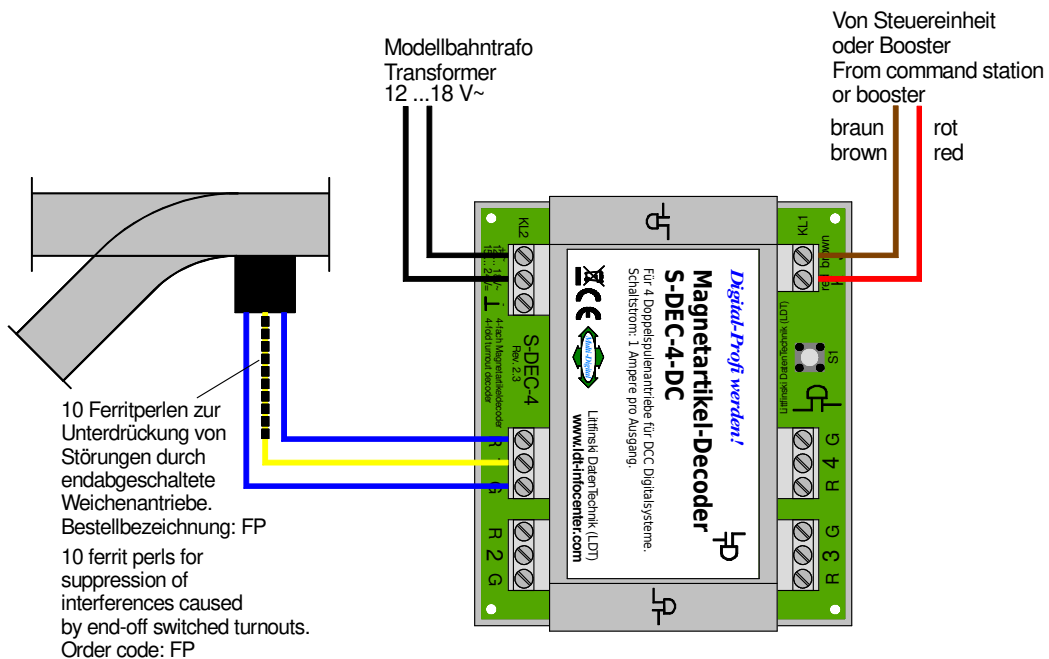 Modellbahntrafo
Transformer
12 ...18 V~
Von Steuereinheit
oder Booster
From command station
or booster
braun
brown
rot
red
KL2
KL1
S-DEC-4
Rev. 2.3
4-fach Magnetartikeldecoder
4-fold turnout decoder
R
G
R 2 G
Digital-Profi werden!
Magnetartikel-Decoder
S-DEC-4-DC
Für 4 Doppelspulenantriebe für DCC Digitalsysteme.
Schaltstrom: 1 Ampere pro Ausgang.
CE
Multi-Digital
Littfinski DatenTechnik (LDT)
www.ldt-infocenter.com
red brown
S1
Littfinski DatenTechnik (LDT)
R 4 G
R 3 G
10 Ferritperlen zur
Unterdrückung von
Störungen durch
endabgeschaltete
Weichenantriebe.
Bestellbezeichnung: FP
10 ferrit perls for
suppression of
interferences caused
by end-off switched turnouts.
Order code: FP